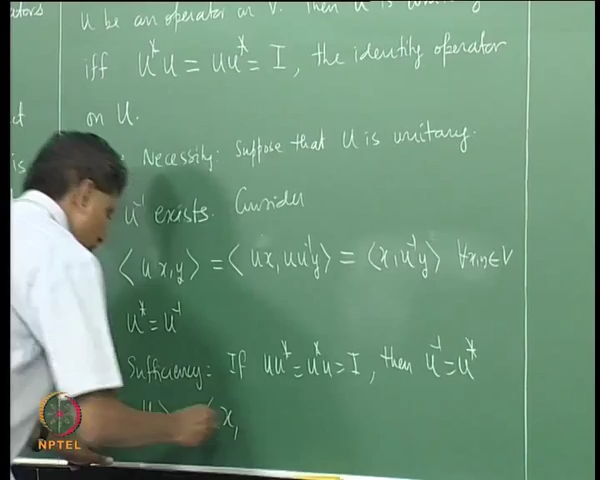 U be an operator on V. Then U is unitary
iff U*U = UU* = I, the identity operator
on U.
Necessity: Suppose that U is unitary.
U⁻¹ exists. Consider
⟨Ux,y⟩ = ⟨Ux, UU⁻¹y⟩ = ⟨x, U⁻¹y⟩ ∀x,y∈V
U* = U⁻¹
Sufficiency: If UU* = U*U = I, then U⁻¹ = U*
x,
NPTEL